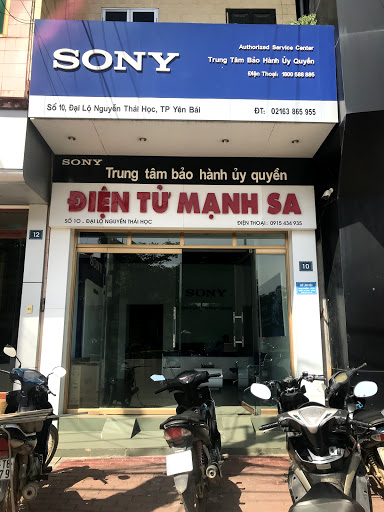 SONY
Authorized Service Center
Trung Tâm Bảo Hành Ủy Quyền
Điện Thoại: 1800 588 885
Số 10, Đại Lộ Nguyễn Thái Học, TP Yên Bái
ĐT: 02163 865 955
SONY
Trung tâm bảo hành ủy quyền
ĐIỆN TỬ MẠNH SA
SỐ 10... ĐẠI LỘ NGUYỄN THÁI HỌC
ĐIỆN THOẠI: 0915 434 935
12
10
SONY